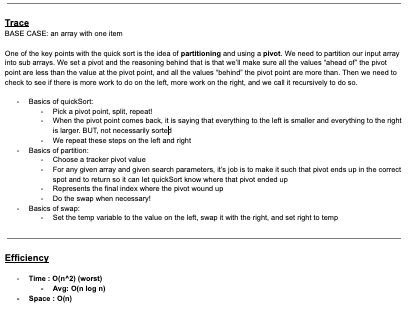 Trace
BASE CASE: an array with one item
One of the key points with the quick sort is the idea of partitioning and using a pivot. We need to partition our input array
into sub arrays. We set a pivot and the reasoning behind that is that we'll make sure all the values "ahead of" the pivot
point are less than the value at the pivot point, and all the values "behind" the pivot point are more than. Then we need to
check to see if there is more work to do on the left, more work on the right, and we call it recursively to do so.
- Basics of quickSort:
- Pick a pivot point, split, repeat!
- When the pivot point comes back, it is saying that everything to the left is smaller and everything to the right
is larger. BUT, not necessarily sorted
- We repeat these steps on the left and right
- Basics of partition:
- Choose a tracker pivot value
- For any given array and given search parameters, it's job is to make it such that pivot ends up in the correct
spot and to return so it can let quickSort know where that pivot ended up
- Represents the final index where the pivot wound up
- Do the swap when necessary!
- Basics of swap:
- Set the temp variable to the value on the left, swap it with the right, and set right to temp
Efficiency
- Time : O(n^2) (worst)
- Avg: O(n log n)
- Space : O(n)